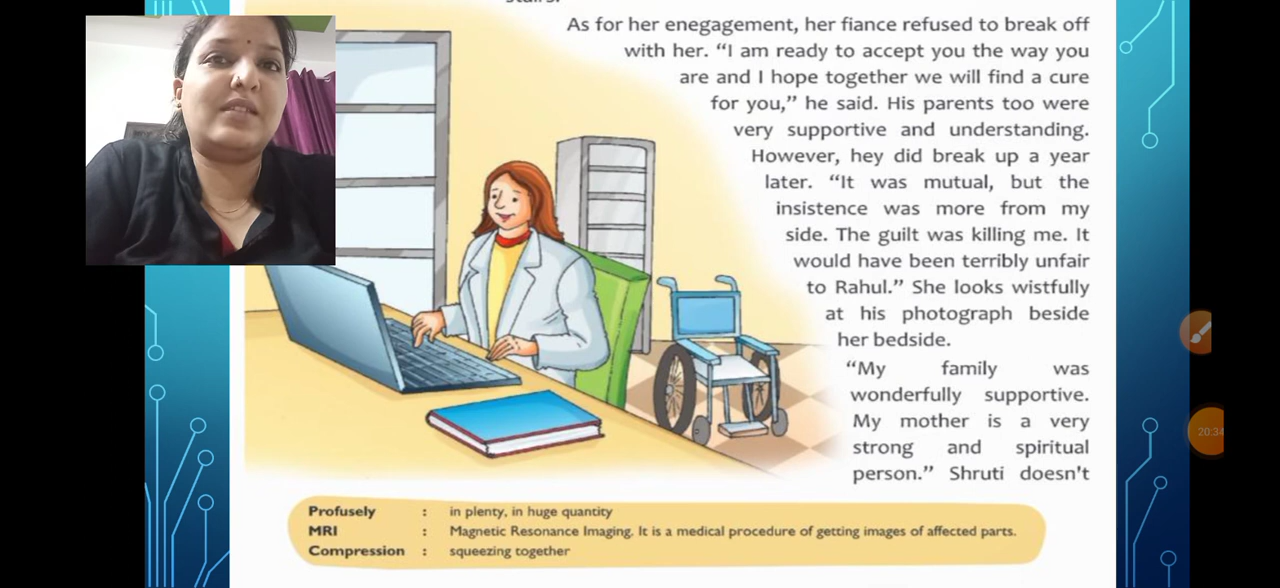 stairs.
As for her enegagement, her fiance refused to break off
with her. “I am ready to accept you the way you
are and I hope together we will find a cure
for you,” he said. His parents too were
very supportive and understanding.
However, hey did break up a year
later. “It was mutual, but the
insistence was more from my
side. The guilt was killing me. It
would have been terribly unfair
to Rahul.” She looks wistfully
at his photograph beside
her bedside.
“My family was
wonderfully supportive.
My mother is a very
strong and spiritual
person.” Shruti doesn't
Profusely : in plenty, in huge quantity
MRI : Magnetic Resonance Imaging. It is a medical procedure of getting images of affected parts.
Compression : squeezing together
20:34